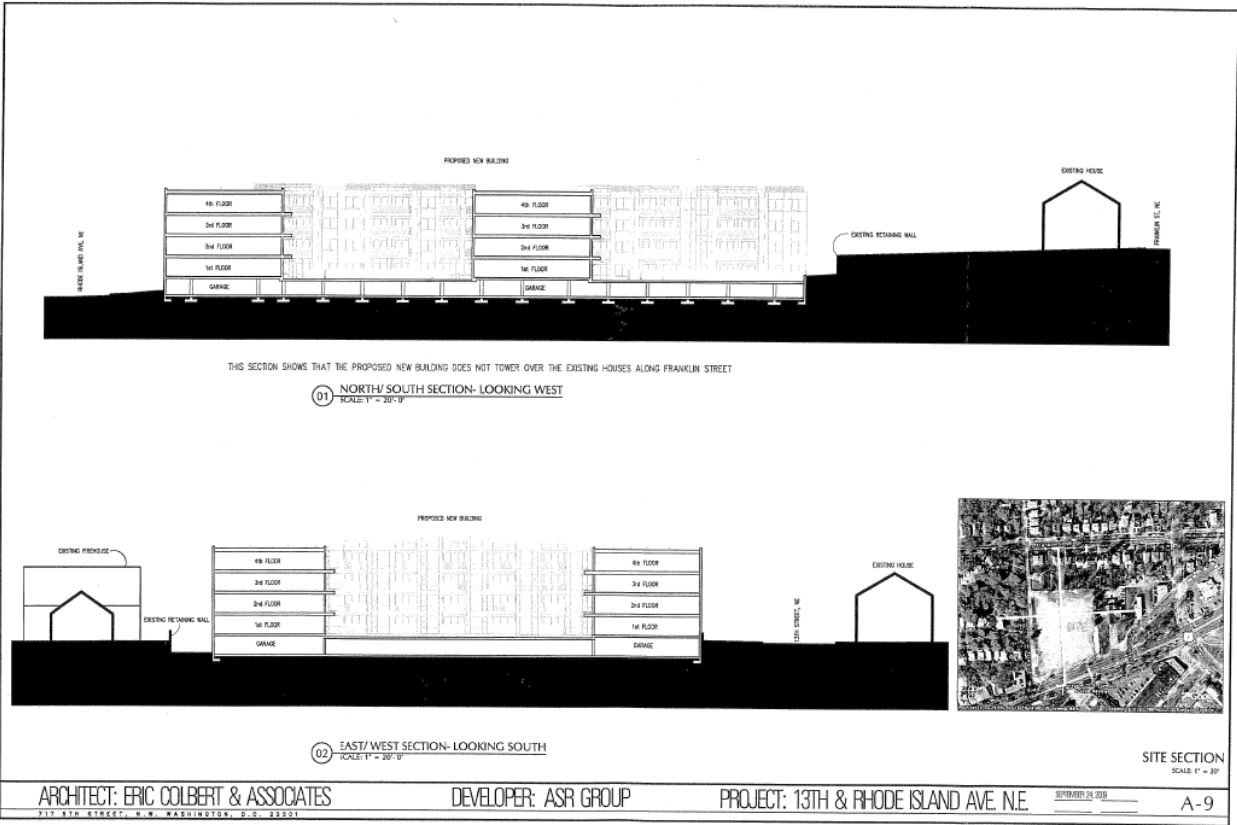 PROPOSED NEW BUILDING
EXISTING HOUSE
4th FLOOR
3rd FLOOR
2nd FLOOR
1st FLOOR
GARAGE
4th FLOOR
3rd FLOOR
2nd FLOOR
1st FLOOR
GARAGE
RHODE ISLAND AVE, NE
EXISTING RETAINING WALL
FRANKLIN ST, NE
THIS SECTION SHOWS THAT THE PROPOSED NEW BUILDING DOES NOT TOWER OVER THE EXISTING HOUSES ALONG FRANKLIN STREET
01 NORTH/ SOUTH SECTION- LOOKING WEST
SCALE: 1" = 20'-0"
PROPOSED NEW BUILDING
EXISTING FIREHOUSE
EXISTING RETAINING WALL
4th FLOOR
3rd FLOOR
2nd FLOOR
1st FLOOR
GARAGE
4th FLOOR
3rd FLOOR
2nd FLOOR
1st FLOOR
GARAGE
13TH STREET, NE
EXISTING HOUSE
02 EAST/ WEST SECTION- LOOKING SOUTH
SCALE: 1" = 20'-0"
SITE SECTION
SCALE: 1" = 20'
ARCHITECT: ERIC COLBERT & ASSOCIATES
717 5TH STREET, N.W. WASHINGTON, D.C. 20001
DEVELOPER: ASR GROUP
PROJECT: 13TH & RHODE ISLAND AVE. N.E.
SEPTEMBER 24, 2009
A-9